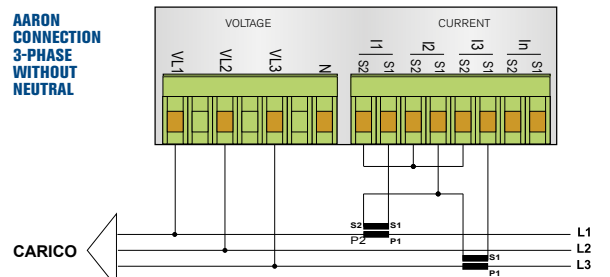 AARON
CONNECTION
3-PHASE
WITHOUT
NEUTRAL
VOLTAGE
CURRENT
I1
I2
I3
In
VL1
VL2
VL3
N
S2
S1
S2
S1
S2
S1
S2
S1
S2
S1
P2
P1
L1
L2
CARICO
S1
L3
P1